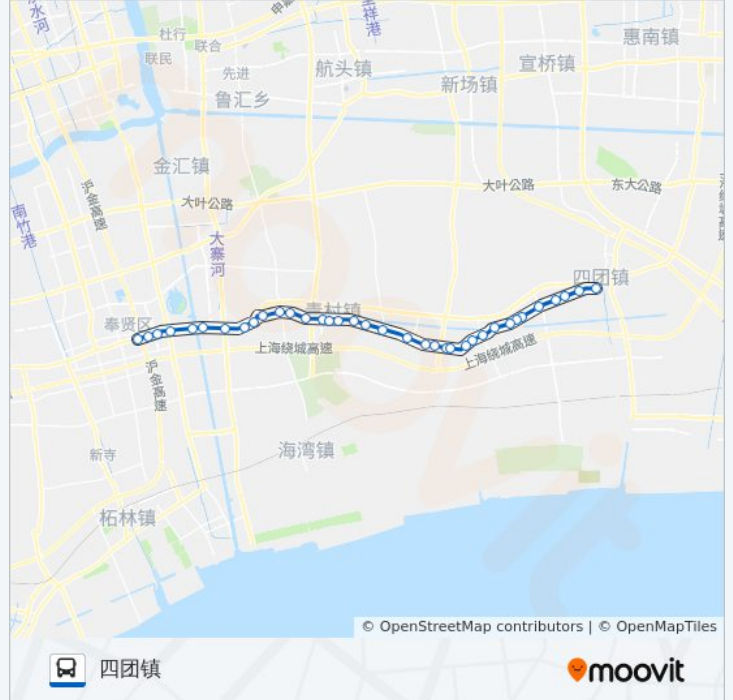 杜行
联合
联民
先进
航头镇
鲁汇乡
新场镇
宣桥镇
惠南镇
金汇镇
沪金高速
大叶公路
大叶公路
东大公路
南竹港
大寨河
四团镇
奉贤区
青村镇
上海绕城高速
上海绕城高速
沪金高速
新寺
海湾镇
柘林镇
© OpenStreetMap contributors | © OpenMapTiles
四团镇
moovit